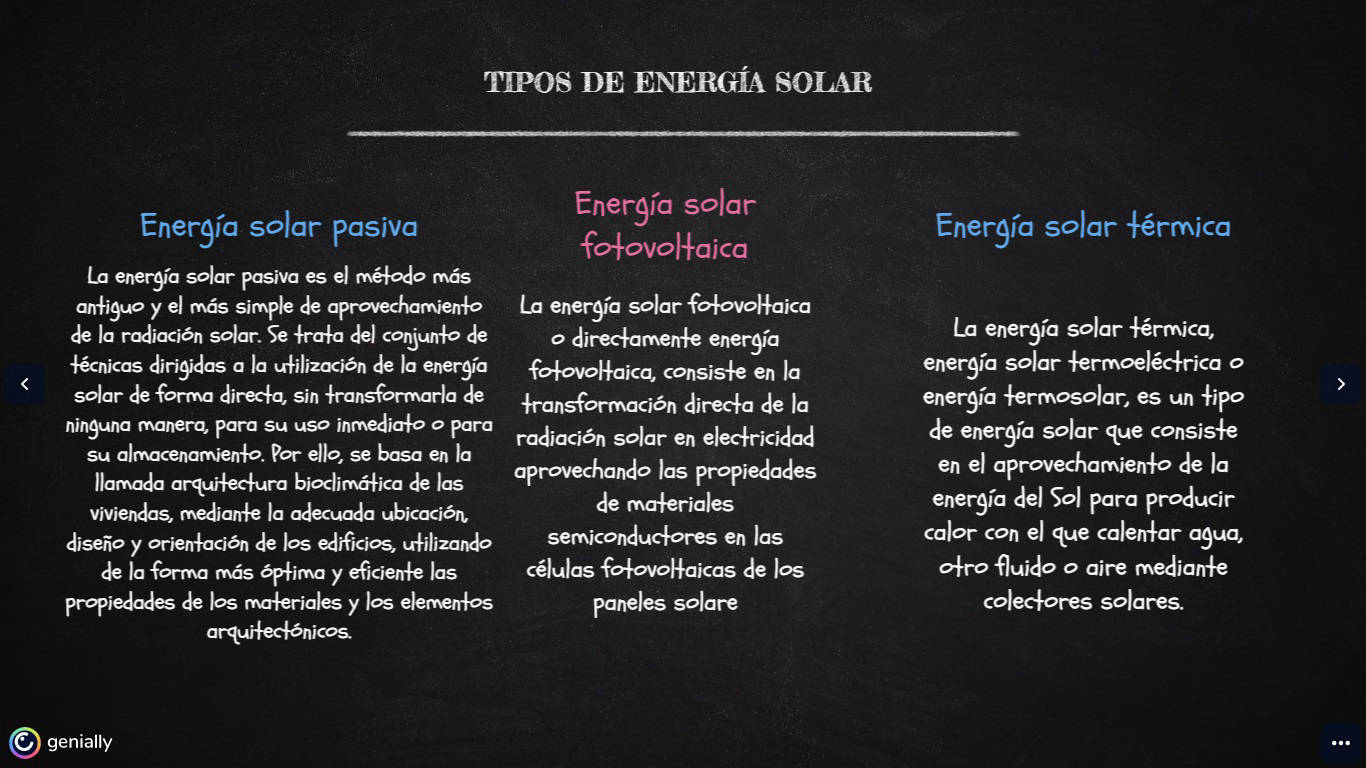 TIPOS DE ENERGÍA SOLAR
Energía solar pasiva
La energía solar pasiva es el método más
antiguo y el más simple de aprovechamiento
de la radiación solar. Se trata del conjunto de
técnicas dirigidas a la utilización de la energía
solar de forma directa, sin transformarla de
ninguna manera, para su uso inmediato o para
su almacenamiento. Por ello, se basa en la
llamada arquitectura bioclimática de las
viviendas, mediante la adecuada ubicación,
diseño y orientación de los edificios, utilizando
de la forma más óptima y eficiente las
propiedades de los materiales y los elementos
arquitectónicos.
Energía solar
fotovoltaica
La energía solar fotovoltaica
o directamente energía
fotovoltaica, consiste en la
transformación directa de la
radiación solar en electricidad
aprovechando las propiedades
de materiales
semiconductores en las
células fotovoltaicas de los
paneles solare
Energía solar térmica
La energía solar térmica,
energía solar termoeléctrica o
energía termosolar, es un tipo
de energía solar que consiste
en el aprovechamiento de la
energía del Sol para producir
calor con el que calentar agua,
otro fluido o aire mediante
colectores solares.
genially